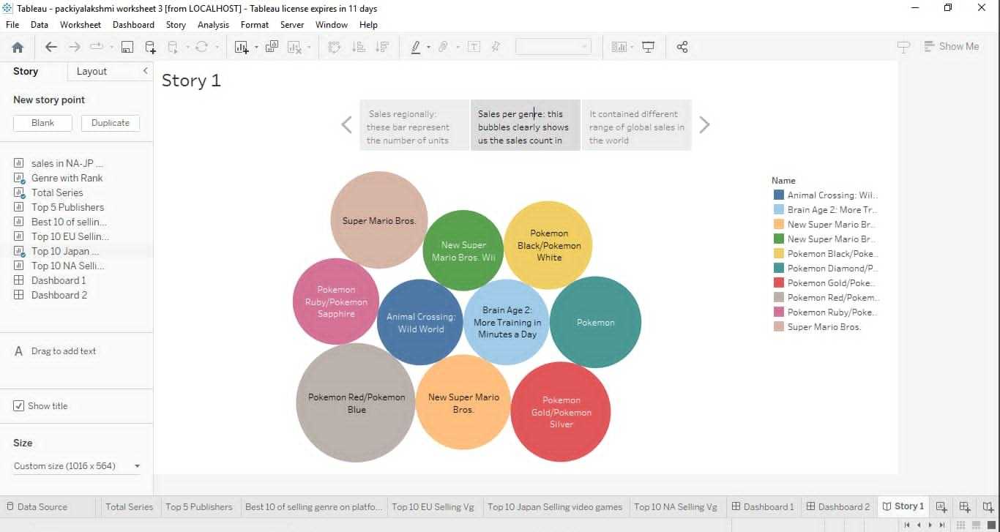 Tableau - packiyalakshmi worksheet 3 [from LOCALHOST] - Tableau license expires in 11 days
File Data Worksheet Dashboard Story Analysis Format Server Window Help
Show Me
Story Layout
New story point
Blank Duplicate
sales in NA-JP ...
Genre with Rank
Total Series
Top 5 Publishers
Best 10 of sellin...
Top 10 EU Sellin...
Top 10 Japan ...
Top 10 NA Selli...
Dashboard 1
Dashboard 2
A Drag to add text
Show title
Size
Custom size (1016 x 564)
Story 1
Sales regionally:
these bar represent
the number of units
Sales per genre: this
bubbles clearly shows
us the sales count in
It contained different
range of global sales in
the world
Super Mario Bros.
New Super
Mario Bros. Wii
Pokemon
Black/Pokemon
White
Pokemon
Ruby/Pokemon
Sapphire
Animal Crossing:
Wild World
Brain Age 2:
More Training in
Minutes a Day
Pokemon
Pokemon Red/Pokemon
Blue
New Super Mario
Bros.
Pokemon
Gold/Pokemon
Silver
Name
Animal Crossing: Wil..
Brain Age 2: More Tr..
New Super Mario Br..
New Super Mario Br..
Pokemon Black/Poke..
Pokemon Diamond/P..
Pokemon Gold/Poke..
Pokemon Red/Pokem..
Pokemon Ruby/Poke..
Super Mario Bros.
Data Source Total Series Top 5 Publishers Best 10 of selling genre on platfo... Top 10 EU Selling Vg Top 10 Japan Selling video games Top 10 NA Selling Vg Dashboard 1 Dashboard 2 Story 1